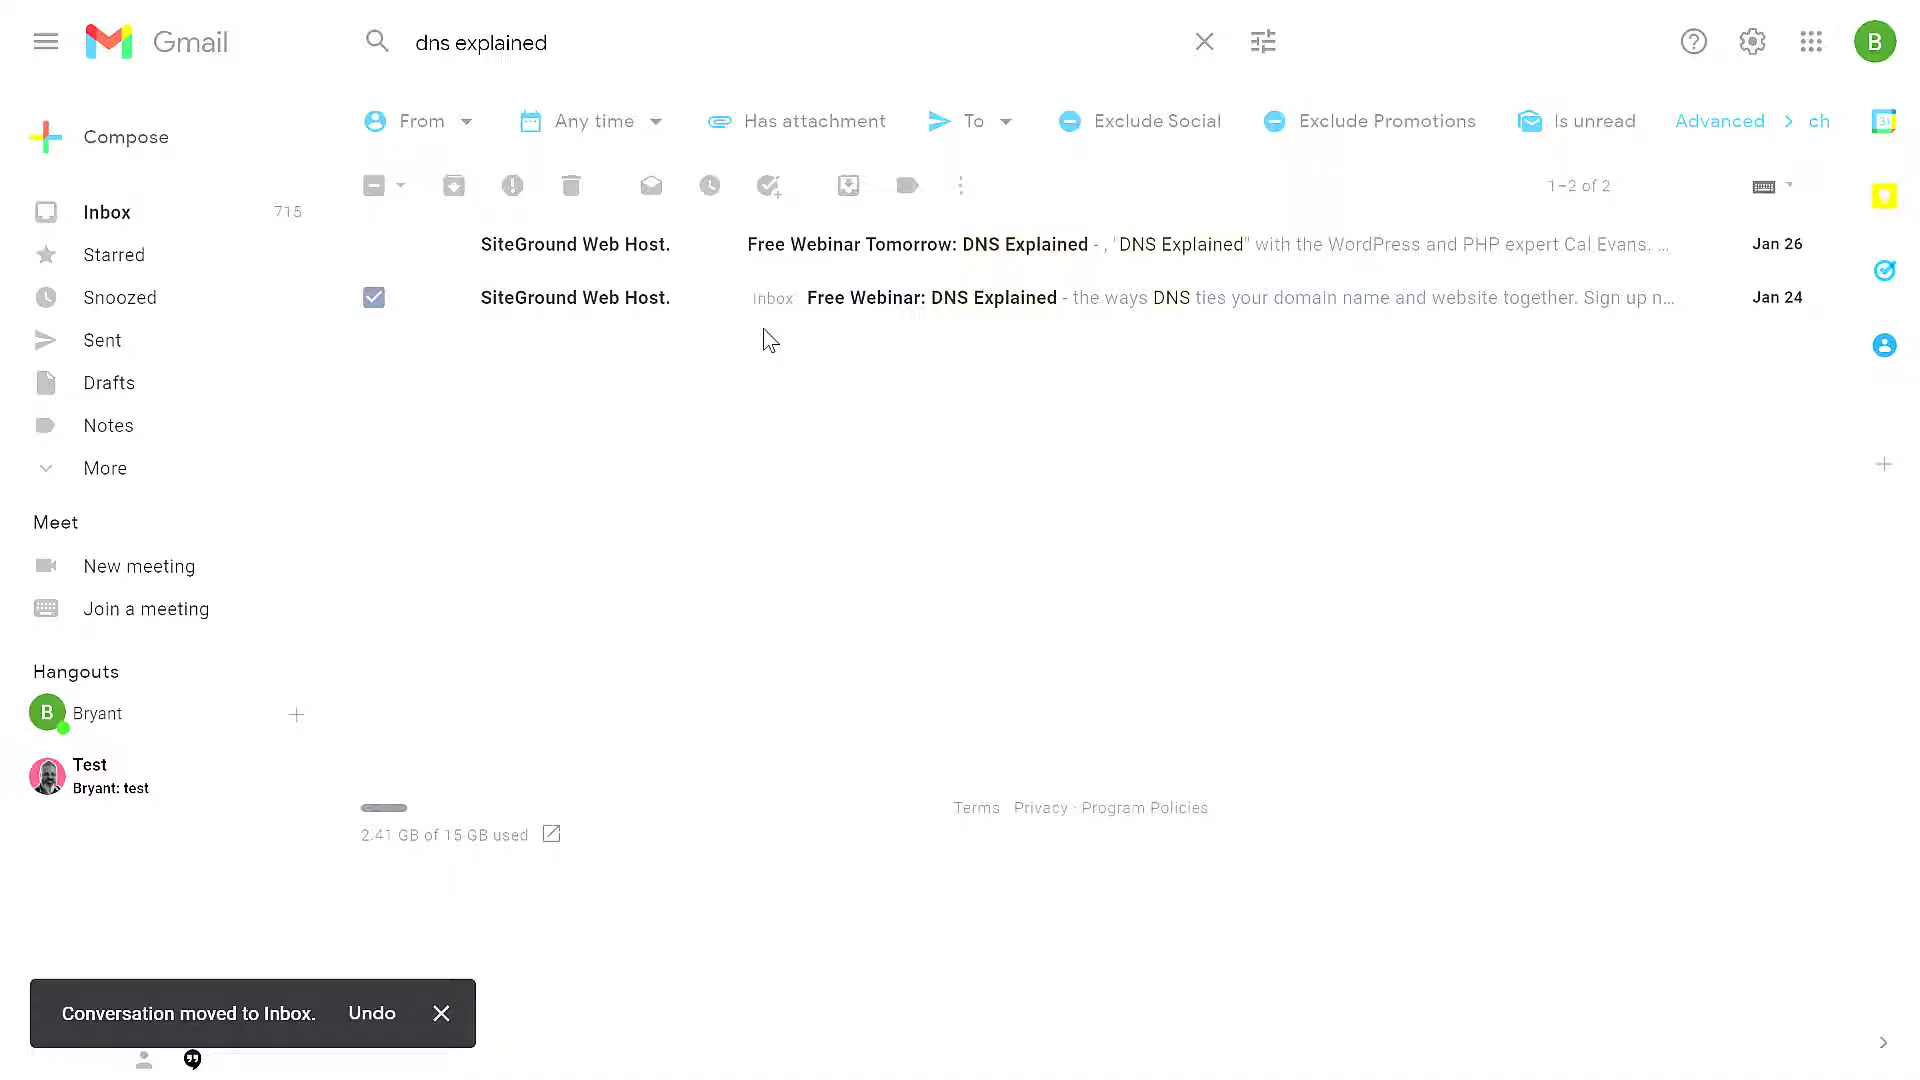 Gmail
dns explained
B
Compose
From
Any time
Has attachment
To
Exclude Social
Exclude Promotions
Is unread
Advanced
ch
31
1–2 of 2
Inbox 715
SiteGround Web Host. Free Webinar Tomorrow: DNS Explained - , "DNS Explained" with the WordPress and PHP expert Cal Evans. ... Jan 26
Starred
Snoozed
SiteGround Web Host. Inbox Free Webinar: DNS Explained - the ways DNS ties your domain name and website together. Sign up n... Jan 24
Sent
Drafts
Notes
More
Meet
New meeting
Join a meeting
Hangouts
B Bryant
Test
Bryant: test
Terms Privacy · Program Policies
2.41 GB of 15 GB used
Conversation moved to Inbox. Undo